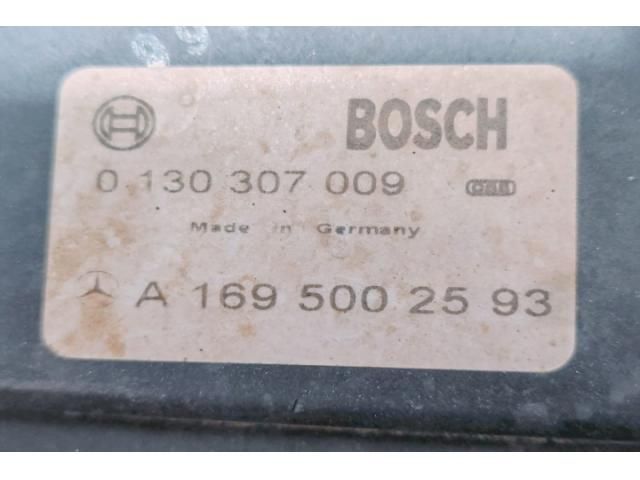 BOSCH
0 130 307 009
Made in Germany
A 169 500 25 93